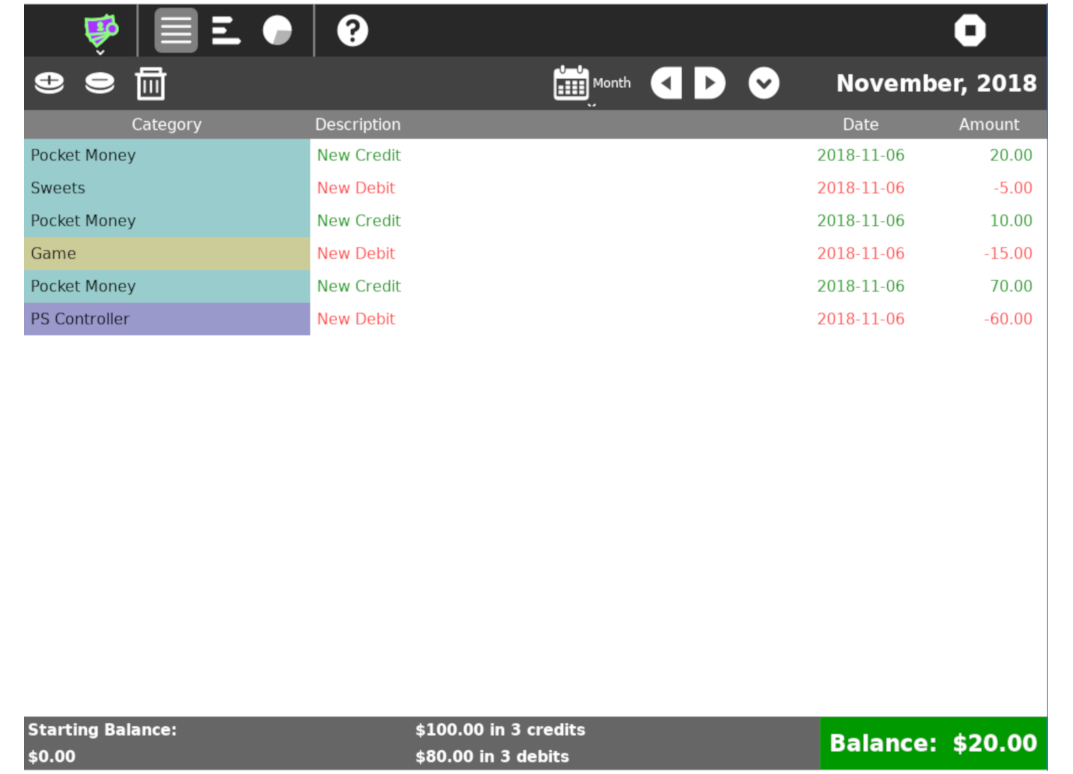 ?
Month
November, 2018
Category Description Date Amount
Pocket Money New Credit 2018-11-06 20.00
Sweets New Debit 2018-11-06 -5.00
Pocket Money New Credit 2018-11-06 10.00
Game New Debit 2018-11-06 -15.00
Pocket Money New Credit 2018-11-06 70.00
PS Controller New Debit 2018-11-06 -60.00
Starting Balance: $100.00 in 3 credits
$0.00 $80.00 in 3 debits
Balance: $20.00